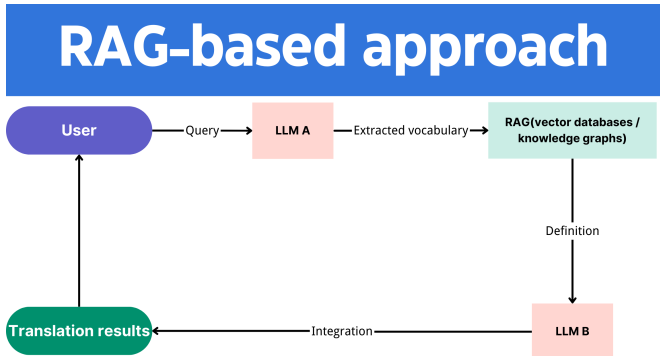 RAG-based approach
User
Query
LLM A
Extracted vocabulary
RAG(vector databases /
knowledge graphs)
Definition
Translation results
Integration
LLM B